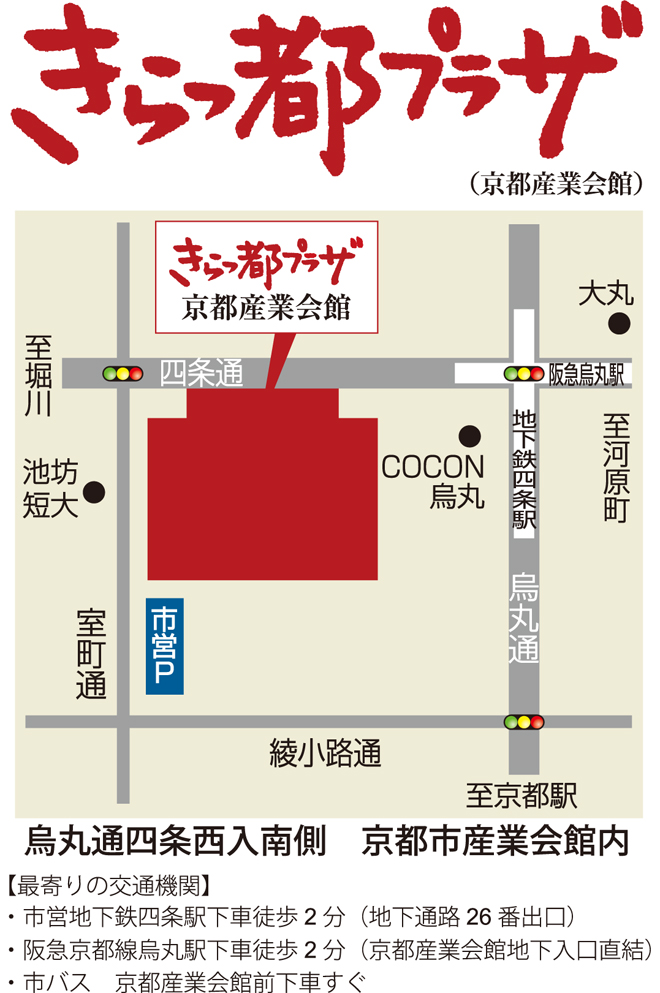 きらっ都プラザ
（京都産業会館）
きらっ都プラザ
京都産業会館
大丸
至堀川
四条通
阪急烏丸駅
地下鉄四条駅
至河原町
COCON
烏丸
池坊
短大
烏丸通
市営P
室町通
綾小路通
至京都駅
烏丸通四条西入南側　京都市産業会館内
【最寄りの交通機関】
・市営地下鉄四条駅下車徒歩 2 分（地下通路 26 番出口）
・阪急京都線烏丸駅下車徒歩 2 分（京都産業会館地下入口直結）
・市バス　京都産業会館前下車すぐ